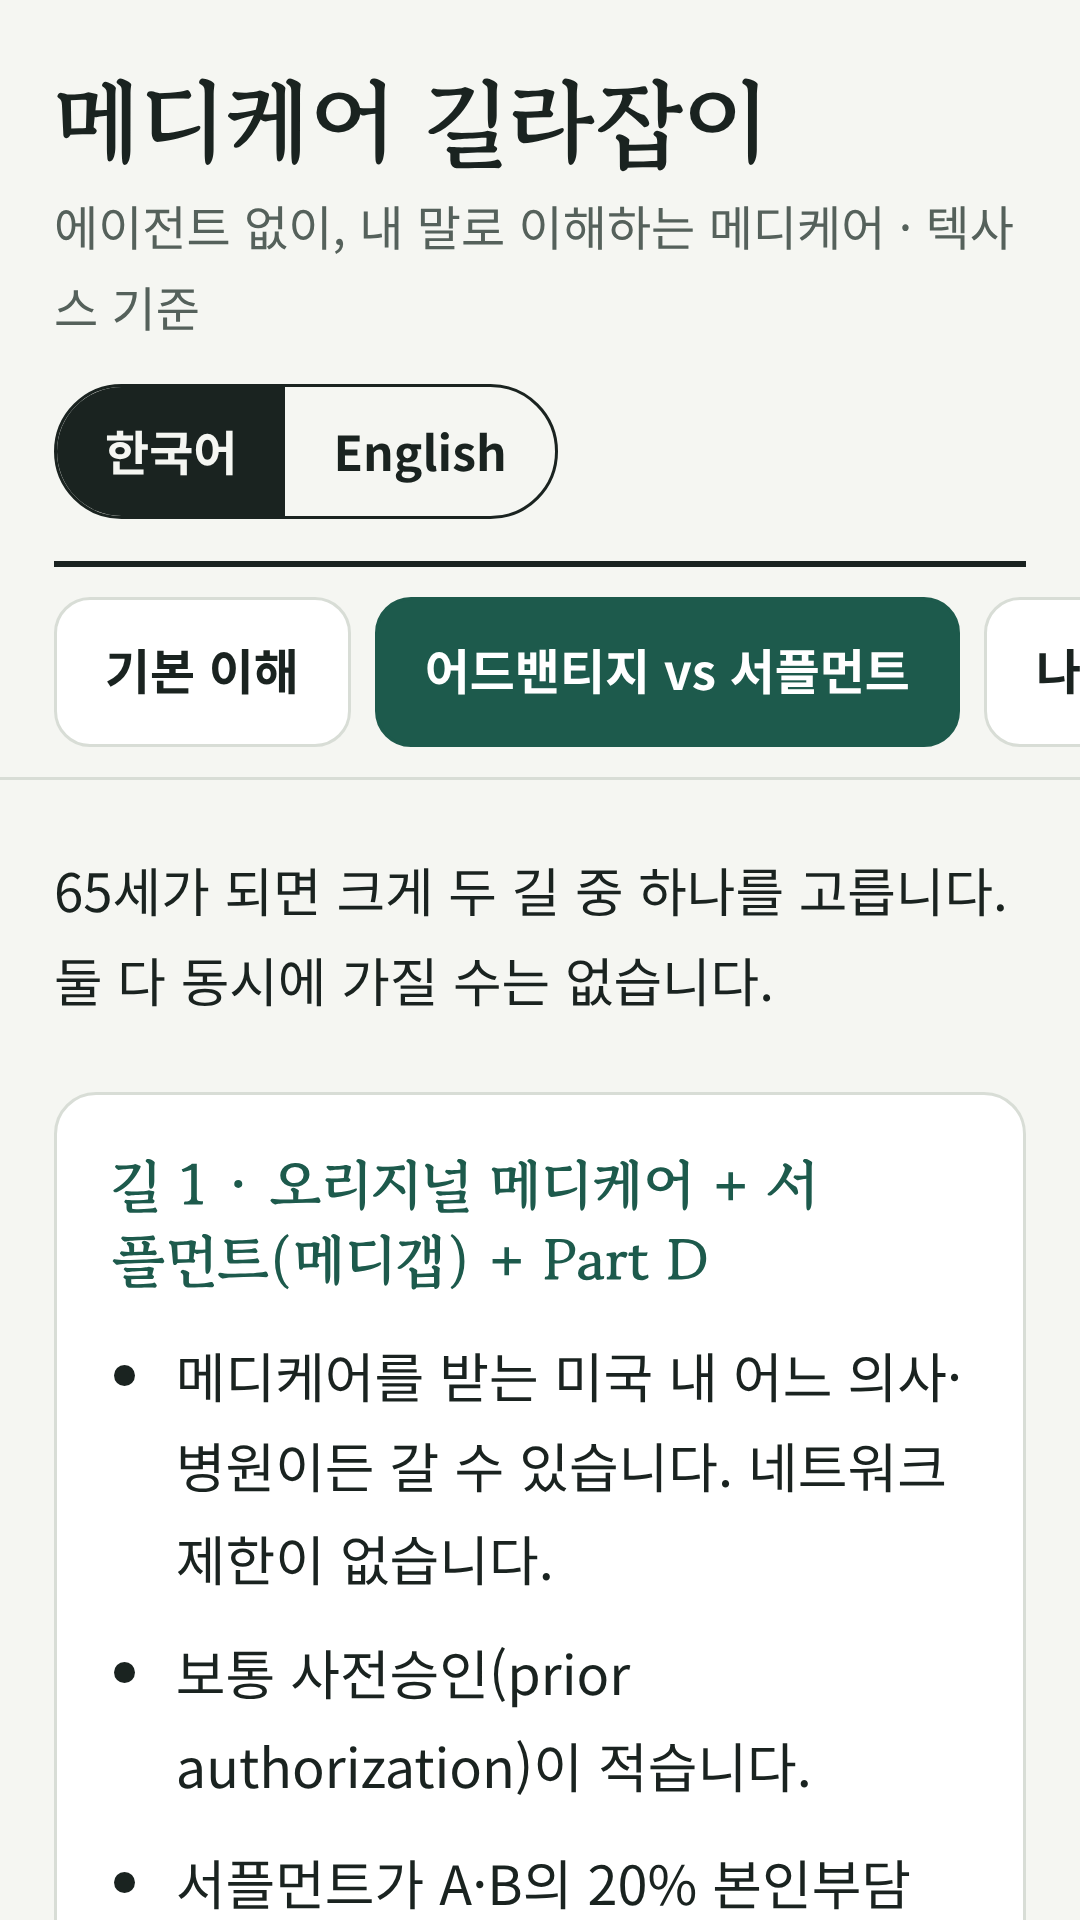 메디케어 길라잡이
에이전트 없이, 내 말로 이해하는 메디케어 · 텍사
스 기준
한국어 English
기본 이해 어드밴티지 vs 서플먼트 나
65세가 되면 크게 두 길 중 하나를 고릅니다.
둘 다 동시에 가질 수는 없습니다.
길 1 · 오리지널 메디케어 + 서
플먼트(메디갭) + Part D
• 메디케어를 받는 미국 내 어느 의사·
병원이든 갈 수 있습니다. 네트워크
제한이 없습니다.
• 보통 사전승인(prior
authorization)이 적습니다.
• 서플먼트가 A·B의 20% 본인부담